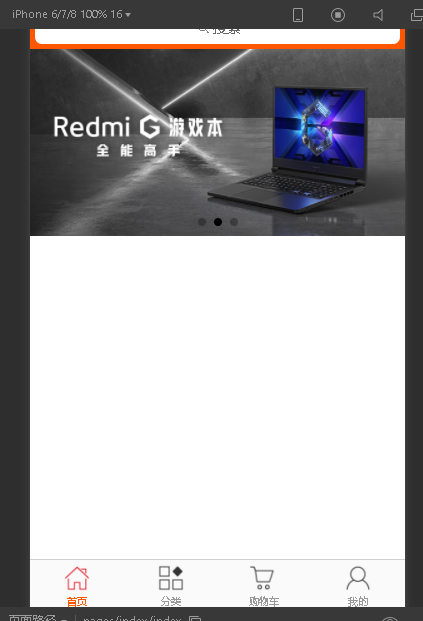 iPhone 6/7/8 100% 16
搜索
Redmi G 游戏本
全能高手
首页
分类
购物车
我的
页面路径
pages/index/index